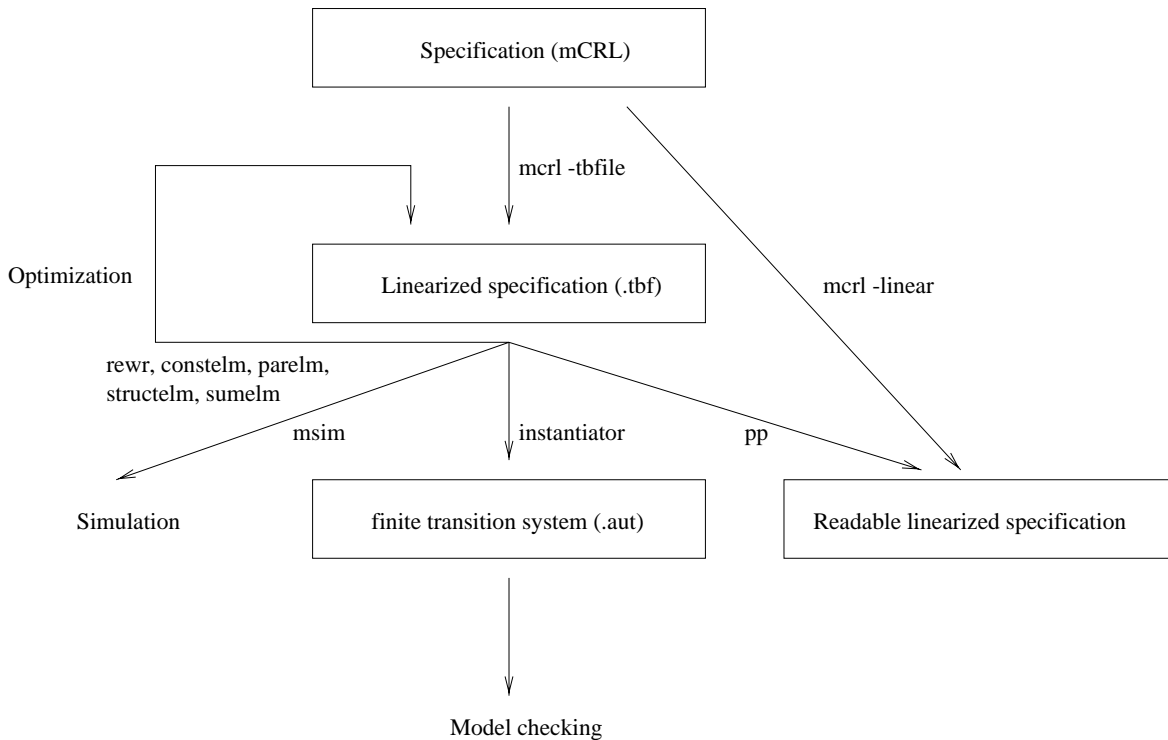 Specification (mCRL)
mcrl -tbfile
Optimization
Linearized specification (.tbf)
mcrl -linear
rewr, constelm, parelm,
structelm, sumelm
msim
instantiator
pp
Simulation
finite transition system (.aut)
Readable linearized specification
Model checking